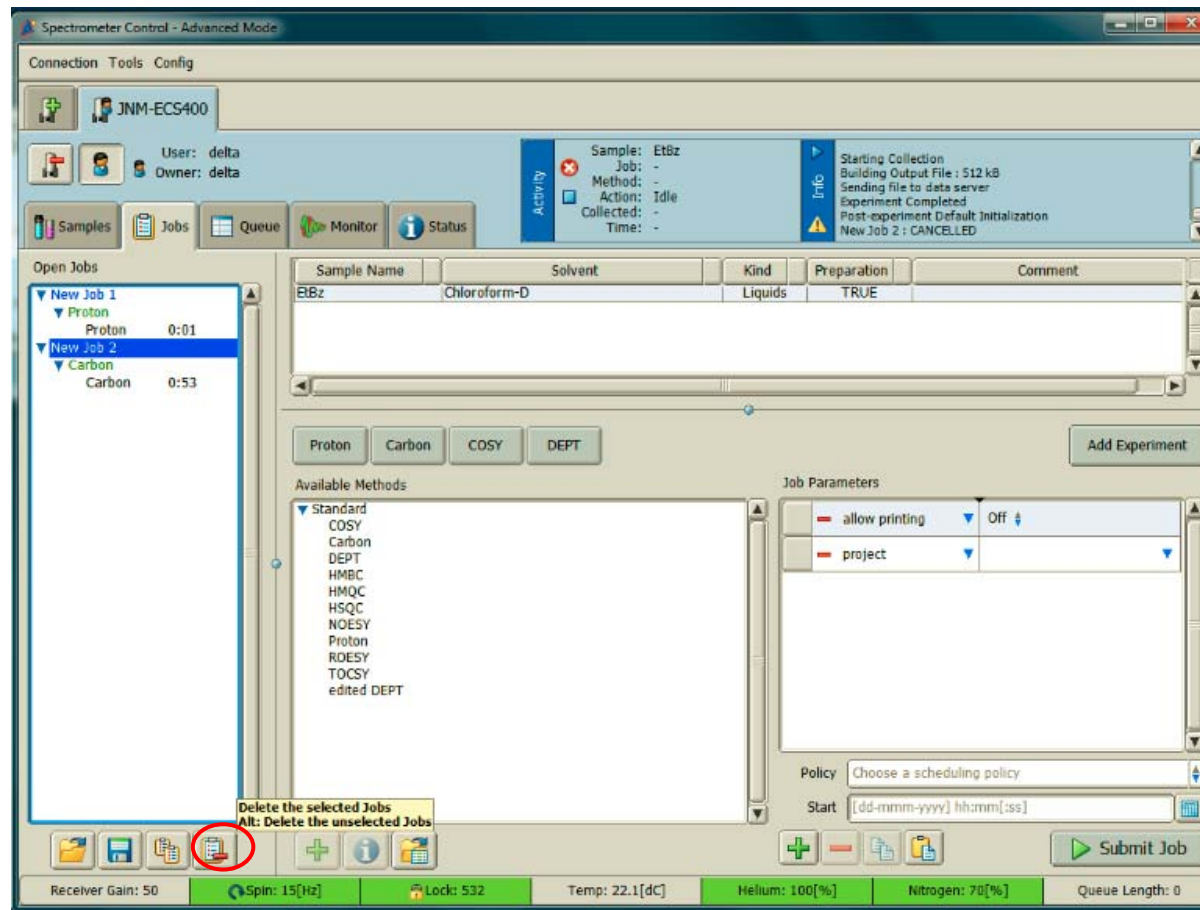 Spectrometer Control - Advanced Mode
Connection Tools Config
JNM-ECS400
User: delta
Owner: delta
Activity
Sample: EtBz
Job: -
Method: -
Action: Idle
Collected: -
Time: -
Info
Starting Collection
Building Output File : 512 kB
Sending file to data server
Experiment Completed
Post-experiment Default Initialization
New Job 2 : CANCELLED
Samples Jobs Queue Monitor Status
Open Jobs
New Job 1
Proton
Proton 0:01
New Job 2
Carbon
Carbon 0:53
Sample Name Solvent Kind Preparation Comment
EtBz Chloroform-D Liquids TRUE
Proton Carbon COSY DEPT Add Experiment
Available Methods
Standard
COSY
Carbon
DEPT
HMBC
HMQC
HSQC
NOESY
Proton
ROESY
TOCSY
edited DEPT
Job Parameters
allow printing Off
project
Policy Choose a scheduling policy
Start [dd-mmm-yyyy] hh:mm[:ss]
Delete the selected Jobs
Alt: Delete the unselected Jobs
Submit Job
Receiver Gain: 50 Spin: 15[Hz] Lock: 532 Temp: 22.1[dC] Helium: 100[%] Nitrogen: 70[%] Queue Length: 0